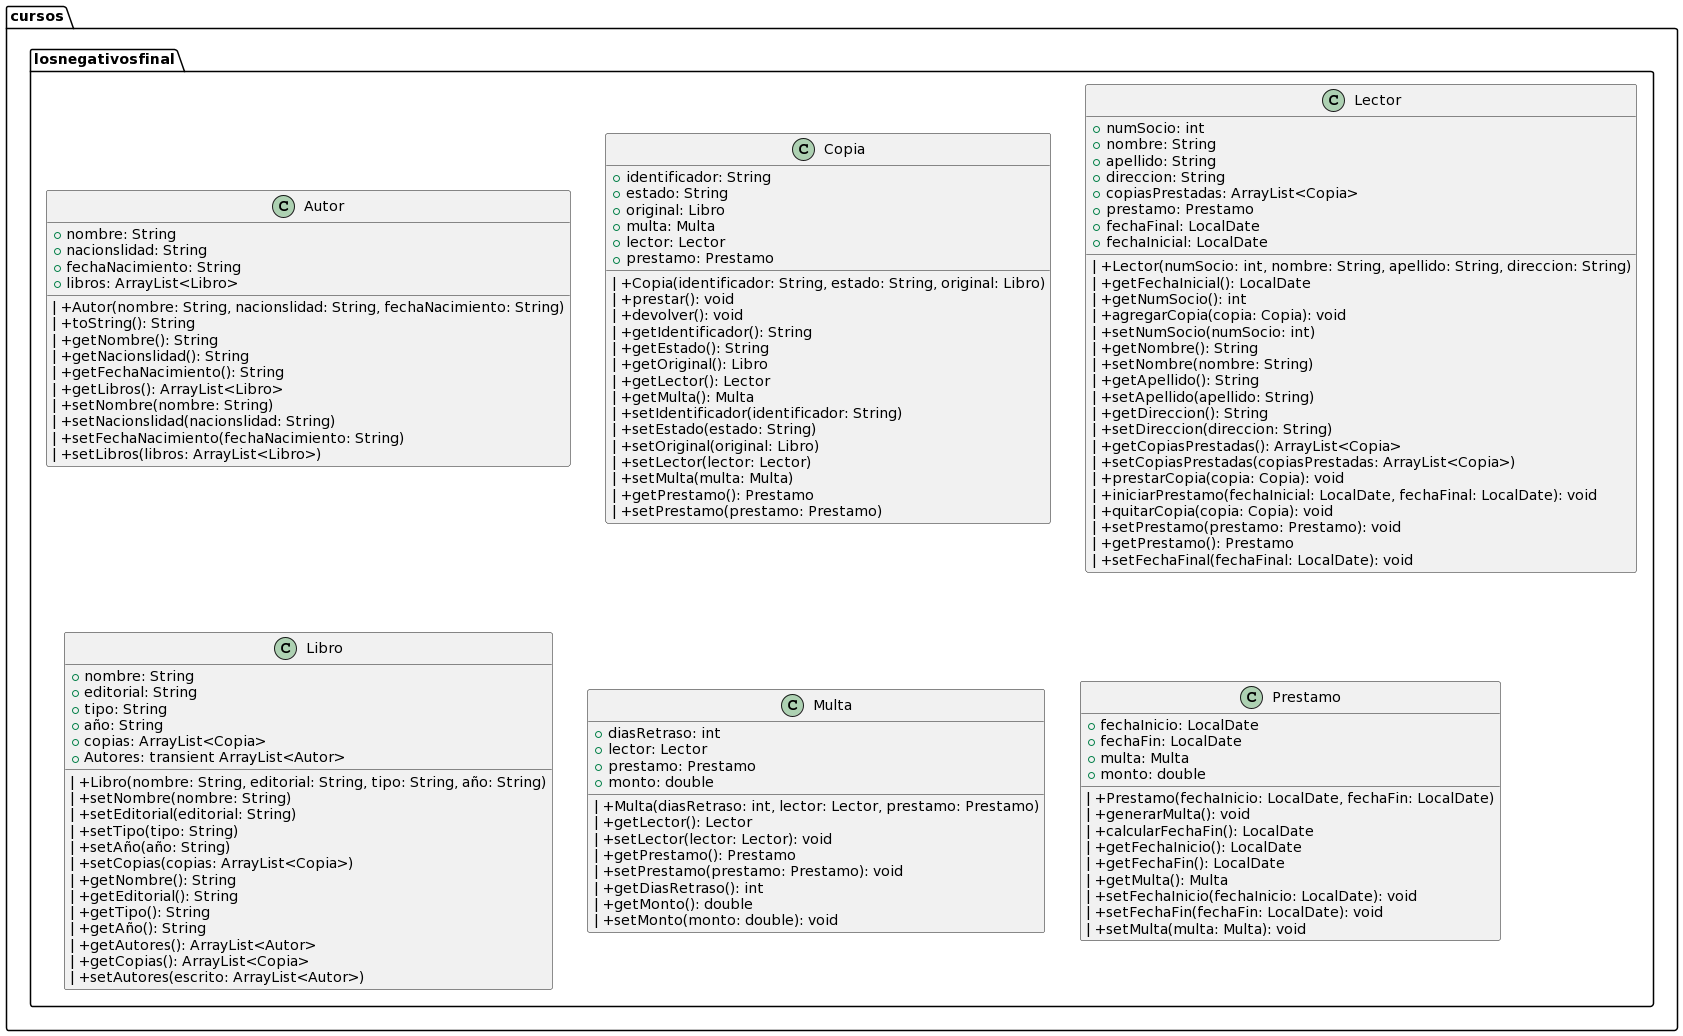 cursos
losnegativosfinal
C Autor
nombre: String
nacionslidad: String
fechaNacimiento: String
libros: ArrayList<Libro>
| +Autor(nombre: String, nacionslidad: String, fechaNacimiento: String)
| +toString(): String
| +getNombre(): String
| +getNacionslidad(): String
| +getFechaNacimiento(): String
| +getLibros(): ArrayList<Libro>
| +setNombre(nombre: String)
| +setNacionslidad(nacionslidad: String)
| +setFechaNacimiento(fechaNacimiento: String)
| +setLibros(libros: ArrayList<Libro>)
C Copia
identificador: String
estado: String
original: Libro
multa: Multa
lector: Lector
prestamo: Prestamo
| +Copia(identificador: String, estado: String, original: Libro)
| +prestar(): void
| +devolver(): void
| +getIdentificador(): String
| +getEstado(): String
| +getOriginal(): Libro
| +getLector(): Lector
| +getMulta(): Multa
| +setIdentificador(identificador: String)
| +setEstado(estado: String)
| +setOriginal(original: Libro)
| +setLector(lector: Lector)
| +setMulta(multa: Multa)
| +getPrestamo(): Prestamo
| +setPrestamo(prestamo: Prestamo)
C Lector
numSocio: int
nombre: String
apellido: String
direccion: String
copiasPrestadas: ArrayList<Copia>
prestamo: Prestamo
fechaFinal: LocalDate
fechaInicial: LocalDate
| +Lector(numSocio: int, nombre: String, apellido: String, direccion: String)
| +getFechaInicial(): LocalDate
| +getNumSocio(): int
| +agregarCopia(copia: Copia): void
| +setNumSocio(numSocio: int)
| +getNombre(): String
| +setNombre(nombre: String)
| +getApellido(): String
| +setApellido(apellido: String)
| +getDireccion(): String
| +setDireccion(direccion: String)
| +getCopiasPrestadas(): ArrayList<Copia>
| +setCopiasPrestadas(copiasPrestadas: ArrayList<Copia>)
| +prestarCopia(copia: Copia): void
| +iniciarPrestamo(fechaInicial: LocalDate, fechaFinal: LocalDate): void
| +quitarCopia(copia: Copia): void
| +setPrestamo(prestamo: Prestamo): void
| +getPrestamo(): Prestamo
| +setFechaFinal(fechaFinal: LocalDate): void
C Libro
nombre: String
editorial: String
tipo: String
año: String
copias: ArrayList<Copia>
Autores: transient ArrayList<Autor>
| +Libro(nombre: String, editorial: String, tipo: String, año: String)
| +setNombre(nombre: String)
| +setEditorial(editorial: String)
| +setTipo(tipo: String)
| +setAño(año: String)
| +setCopias(copias: ArrayList<Copia>)
| +getNombre(): String
| +getEditorial(): String
| +getTipo(): String
| +getAño(): String
| +getAutores(): ArrayList<Autor>
| +getCopias(): ArrayList<Copia>
| +setAutores(escrito: ArrayList<Autor>)
C Multa
diasRetraso: int
lector: Lector
prestamo: Prestamo
monto: double
| +Multa(diasRetraso: int, lector: Lector, prestamo: Prestamo)
| +getLector(): Lector
| +setLector(lector: Lector): void
| +getPrestamo(): Prestamo
| +setPrestamo(prestamo: Prestamo): void
| +getDiasRetraso(): int
| +getMonto(): double
| +setMonto(monto: double): void
C Prestamo
fechaInicio: LocalDate
fechaFin: LocalDate
multa: Multa
monto: double
| +Prestamo(fechaInicio: LocalDate, fechaFin: LocalDate)
| +generarMulta(): void
| +calcularFechaFin(): LocalDate
| +getFechaInicio(): LocalDate
| +getFechaFin(): LocalDate
| +getMulta(): Multa
| +setFechaInicio(fechaInicio: LocalDate): void
| +setFechaFin(fechaFin: LocalDate): void
| +setMulta(multa: Multa): void